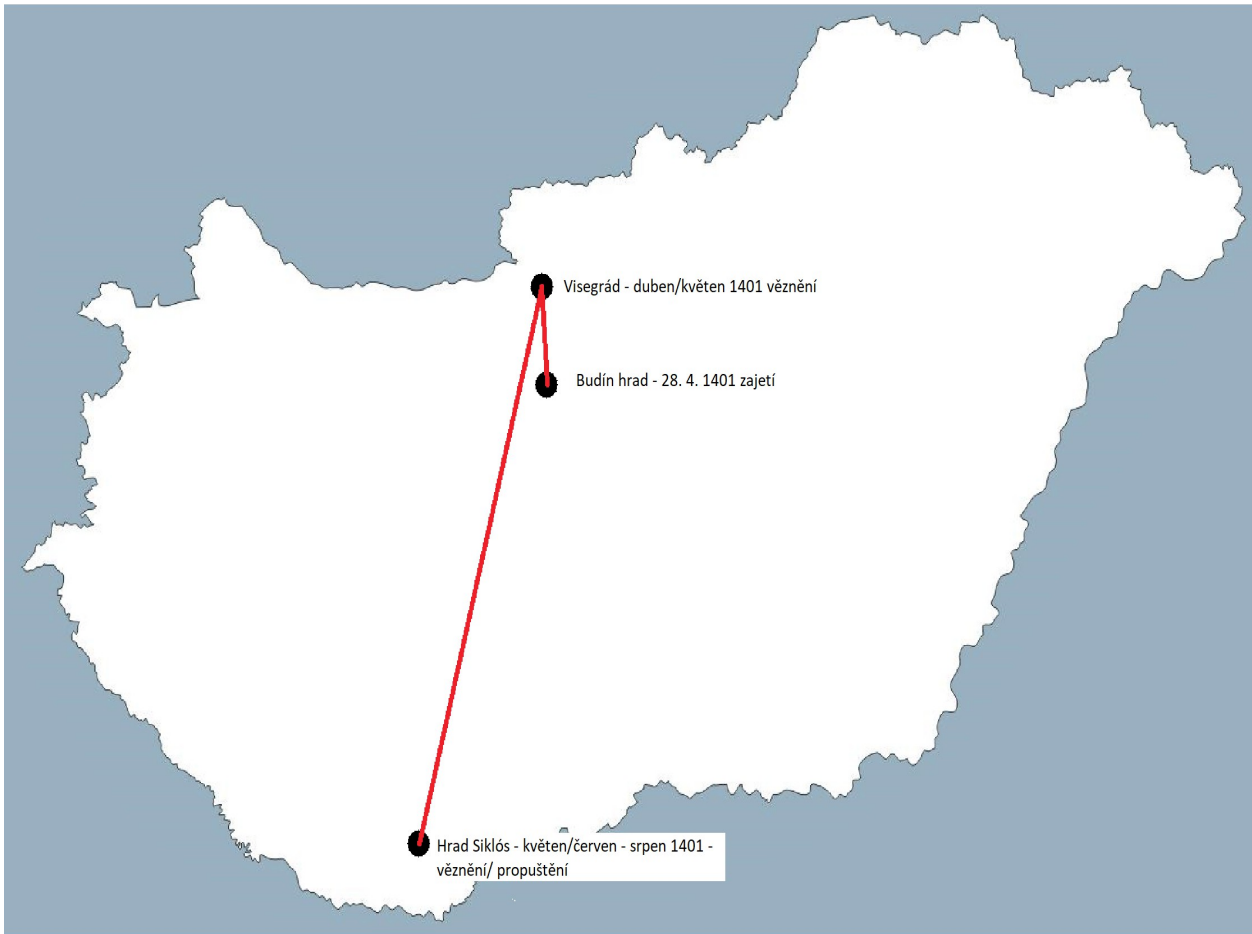 Visegrád - duben/květen 1401 věznění
Budín hrad - 28. 4. 1401 zajetí
Hrad Siklós - květen/červen - srpen 1401 -
věznění/ propuštění